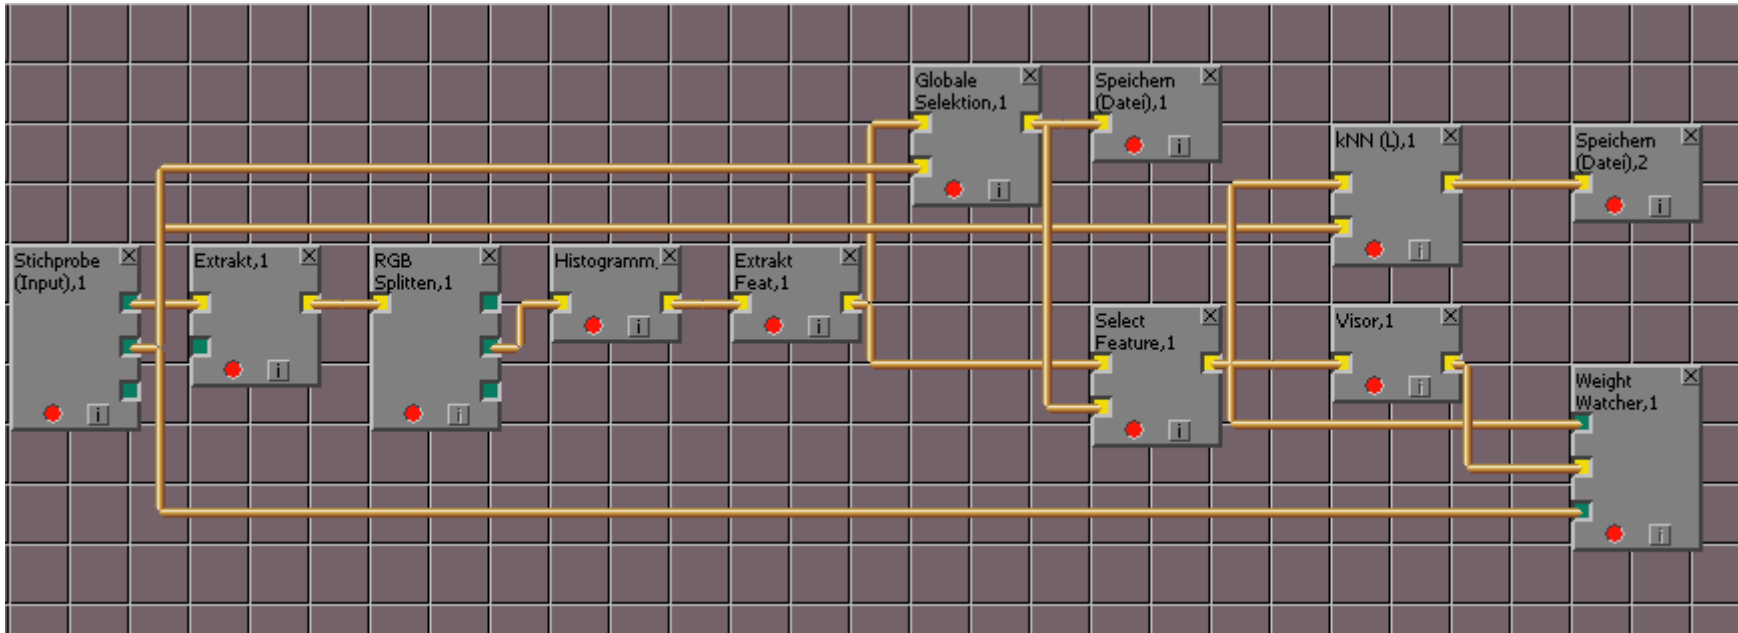 Globale
Selektion,1
i
Speichern
(Datei),1
i
kNN (L),1
i
Speichern
(Datei),2
i
Stichprobe
(Input),1
i
Extrakt,1
i
RGB
Splitten,1
i
Histogramm,
i
Extrakt
Feat,1
i
Select
Feature,1
i
Visor,1
i
Weight
Watcher,1
i